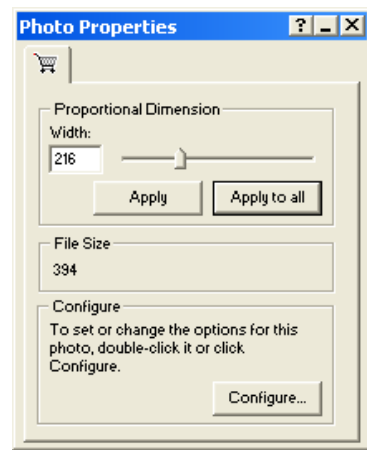 Photo Properties
Proportional Dimension
Width:
216
Apply Apply to all
File Size
394
Configure
To set or change the options for this
photo, double-click it or click
Configure.
Configure...